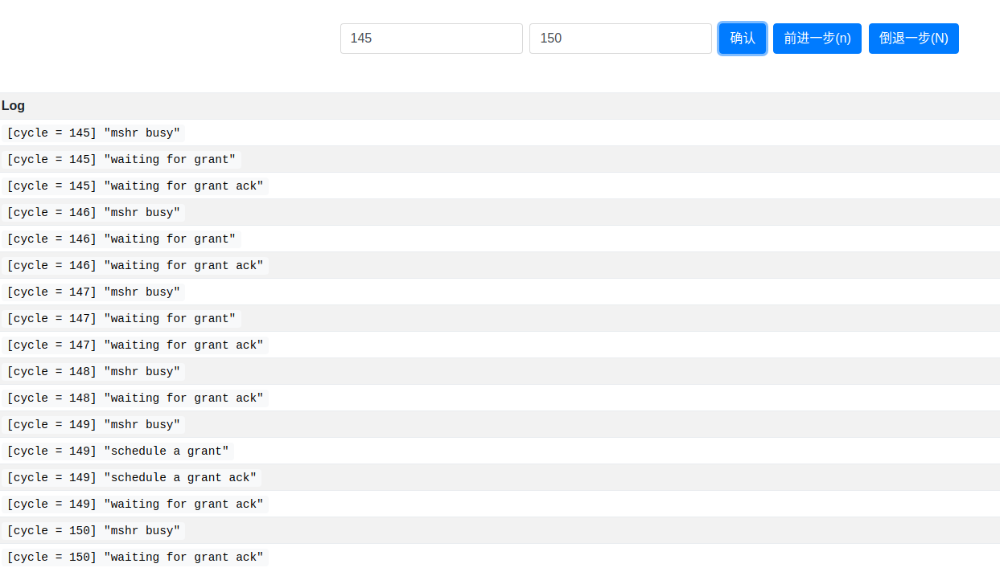 145 150 确认 前进一步(n) 倒退一步(N)
Log
[cycle = 145] "mshr busy"
[cycle = 145] "waiting for grant"
[cycle = 145] "waiting for grant ack"
[cycle = 146] "mshr busy"
[cycle = 146] "waiting for grant"
[cycle = 146] "waiting for grant ack"
[cycle = 147] "mshr busy"
[cycle = 147] "waiting for grant"
[cycle = 147] "waiting for grant ack"
[cycle = 148] "mshr busy"
[cycle = 148] "waiting for grant ack"
[cycle = 149] "mshr busy"
[cycle = 149] "schedule a grant"
[cycle = 149] "schedule a grant ack"
[cycle = 149] "waiting for grant ack"
[cycle = 150] "mshr busy"
[cycle = 150] "waiting for grant ack"